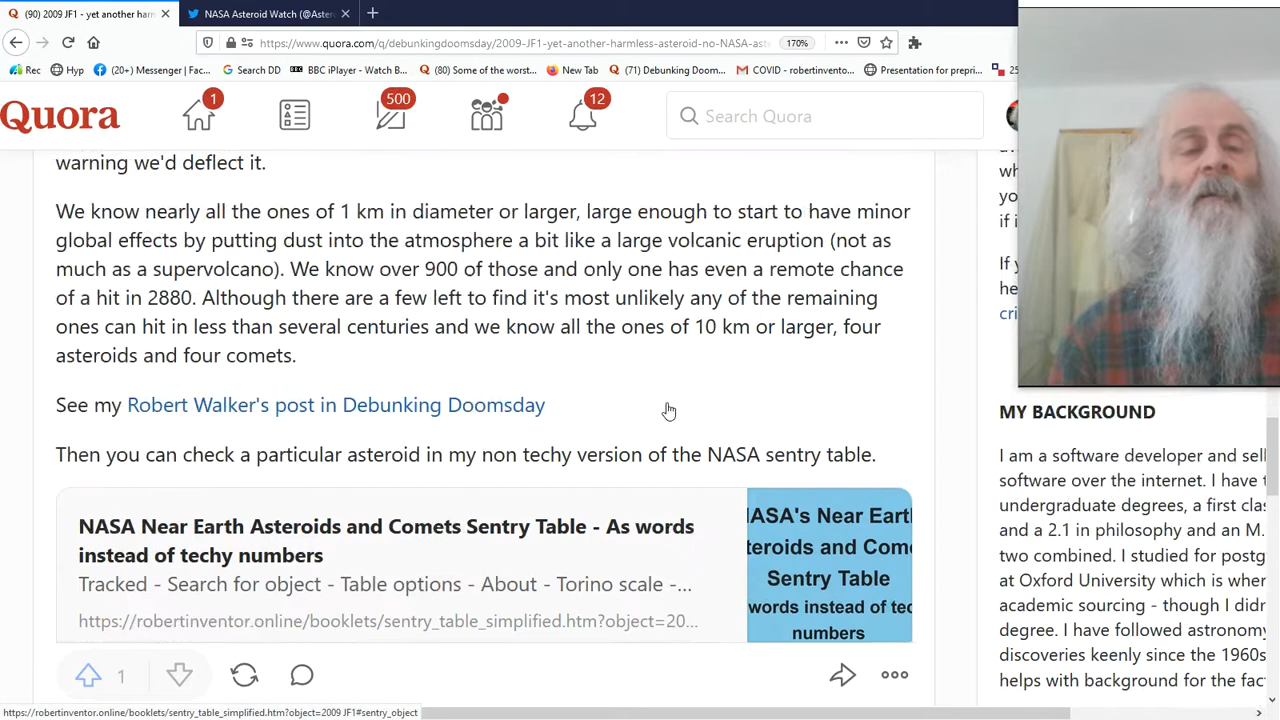 (90) 2009 JF1 - yet another harm
NASA Asteroid Watch (@Aster
https://www.quora.com/q/debunkingdoomsday/2009-JF1-yet-another-harmless-asteroid-no-NASA-aste
170%
Rec
Hyp
(20+) Messenger | Fac...
Search DD
BBC iPlayer - Watch B...
(80) Some of the worst...
New Tab
(71) Debunking Doom...
COVID - robertinvento...
Presentation for prepri...
25
Quora
1
500
12
Search Quora
warning we'd deflect it.
We know nearly all the ones of 1 km in diameter or larger, large enough to start to have minor
global effects by putting dust into the atmosphere a bit like a large volcanic eruption (not as
much as a supervolcano). We know over 900 of those and only one has even a remote chance
of a hit in 2880. Although there are a few left to find it's most unlikely any of the remaining
ones can hit in less than several centuries and we know all the ones of 10 km or larger, four
asteroids and four comets.
See my Robert Walker's post in Debunking Doomsday
Then you can check a particular asteroid in my non techy version of the NASA sentry table.
NASA Near Earth Asteroids and Comets Sentry Table - As words
instead of techy numbers
Tracked - Search for object - Table options - About - Torino scale -...
https://robertinventor.online/booklets/sentry_table_simplified.htm?object=20...
NASA's Near Earth
teroids and Come
Sentry Table
words instead of tec
numbers
1
wh
yo
if i
If y
he
cri
MY BACKGROUND
I am a software developer and sell
software over the internet. I have t
undergraduate degrees, a first clas
and a 2.1 in philosophy and an M.
two combined. I studied for postg
at Oxford University which is wher
academic sourcing - though I didn
degree. I have followed astronomy
discoveries keenly since the 1960s
helps with background for the fac
https://robertinventor.online/booklets/sentry_table_simplified.htm?object=2009 JF1#sentry_object